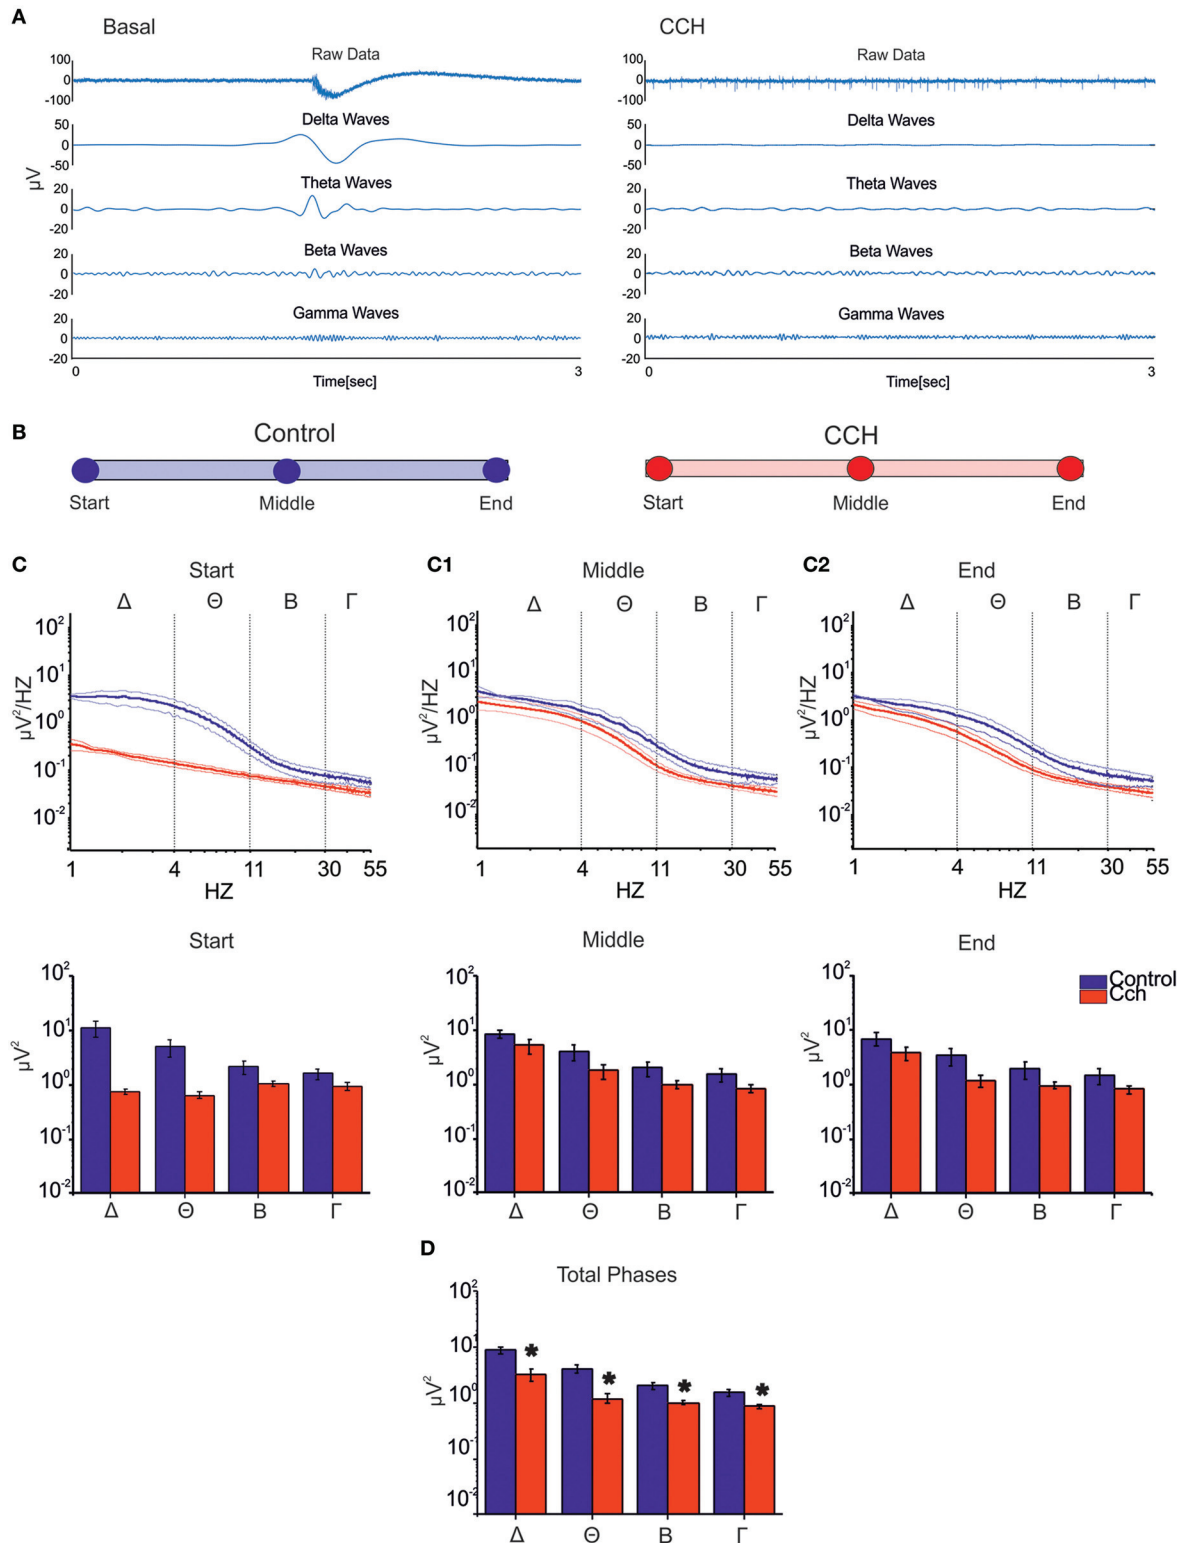 A
Basal
CCH
Raw Data
Raw Data
100
0
-100
100
0
-100
Delta Waves
Delta Waves
50
0
-50
50
0
-50
µV
Theta Waves
Theta Waves
20
0
-20
20
0
-20
Beta Waves
Beta Waves
20
0
20
20
0
20
Gamma Waves
Gamma Waves
20
0
-20
20
0
-20
0
3
0
3
Time[sec]
Time[sec]
B
Control
CCH
Start
Middle
End
Start
Middle
End
C
Start
C1
Middle
C2
End
Δ Θ B Γ
Δ Θ B Γ
Δ Θ B Γ
10²
10¹
10⁰
10⁻¹
10⁻²
µV²/HZ
1 4 11 30 55
HZ
10²
10¹
10⁰
10⁻¹
10⁻²
µV²/HZ
1 4 11 30 55
HZ
10²
10¹
10⁰
10⁻¹
10⁻²
µV²/HZ
1 4 11 30 55
HZ
Start
Middle
End
10²
10¹
10⁰
10⁻¹
10⁻²
µV²
Δ Θ B Γ
10²
10¹
10⁰
10⁻¹
10⁻²
µV²
Δ Θ B Γ
10²
10¹
10⁰
10⁻¹
10⁻²
µV²
Δ Θ B Γ
Control
Cch
D
Total Phases
10²
10¹
10⁰
10⁻¹
10⁻²
µV²
* * * *
Δ Θ B Γ